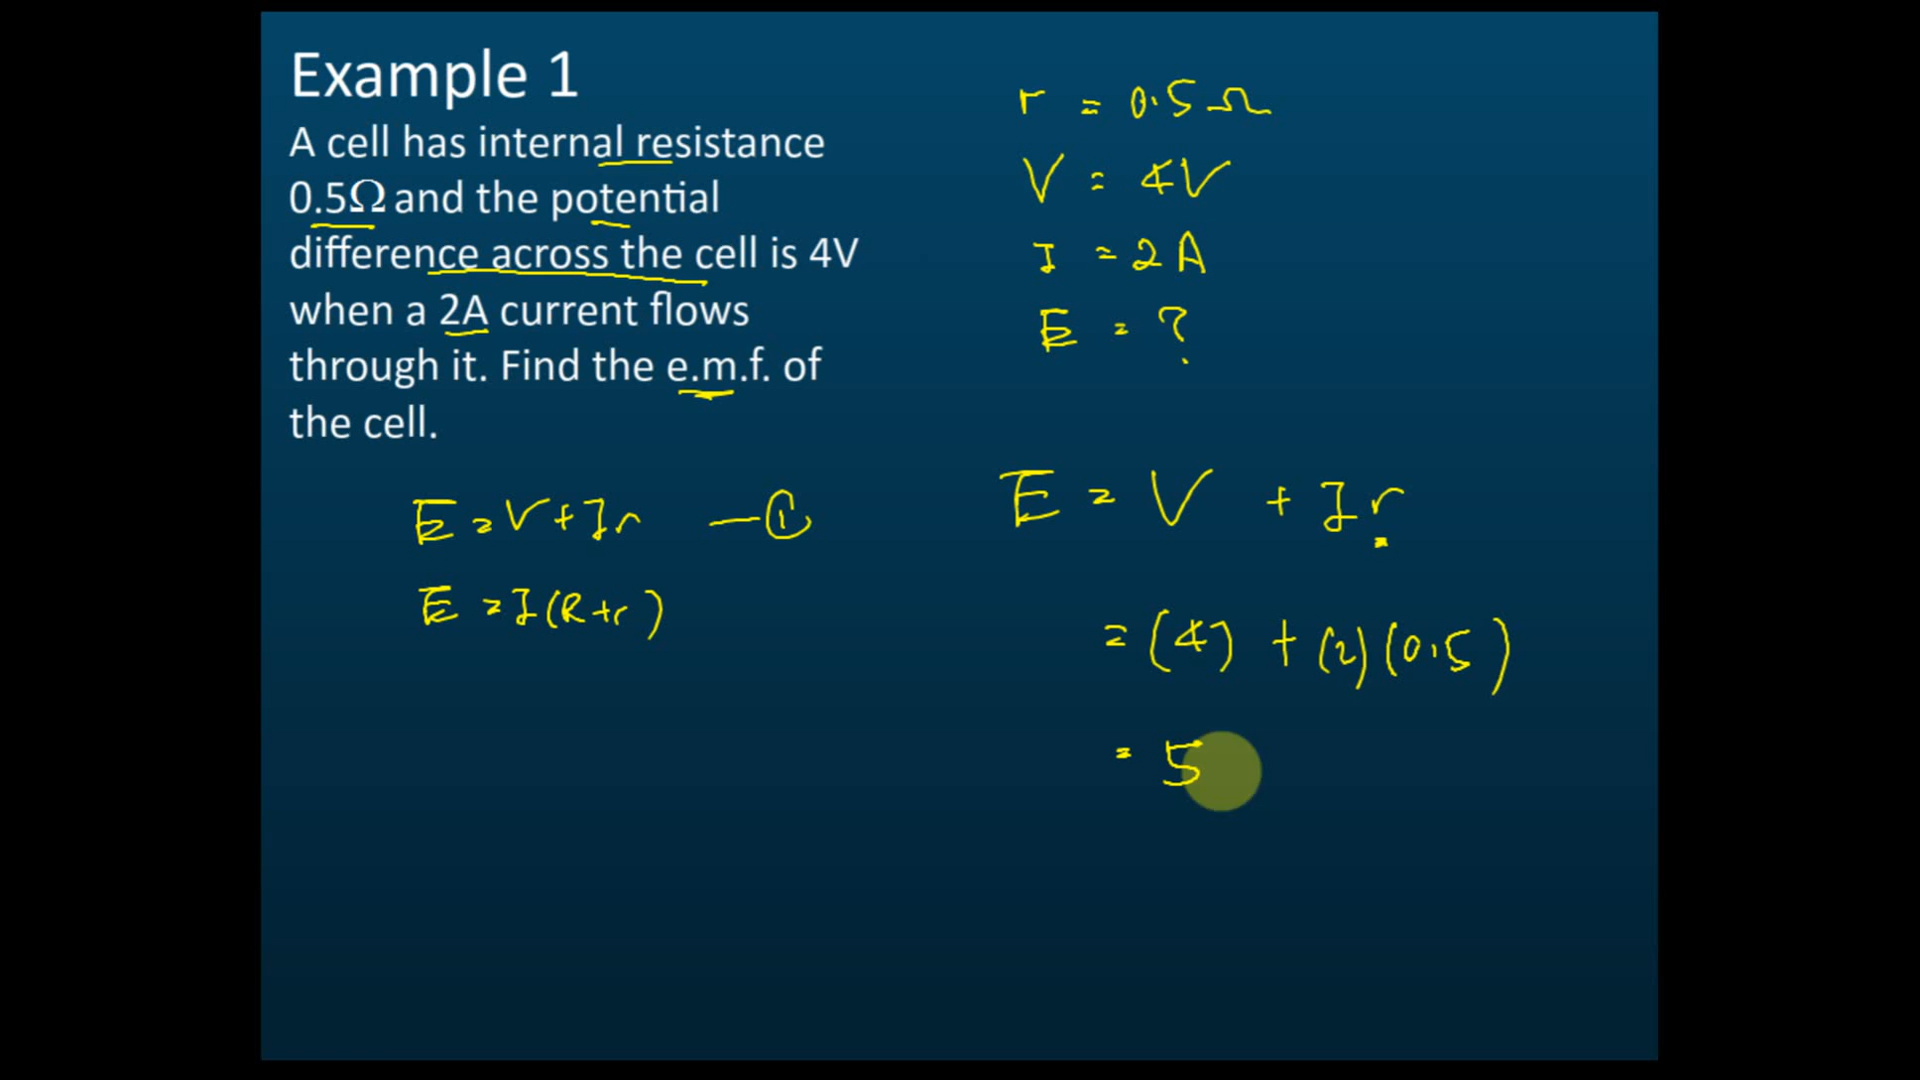 Example 1
A cell has internal resistance
0.5Ω and the potential
difference across the cell is 4V
when a 2A current flows
through it. Find the e.m.f. of
the cell.
r = 0.5 Ω
V = 4V
I = 2 A
E = ?
E = V + Ir — ①
E = I(R+r)
E = V + Ir
= (4) + (2)(0.5)
= 5